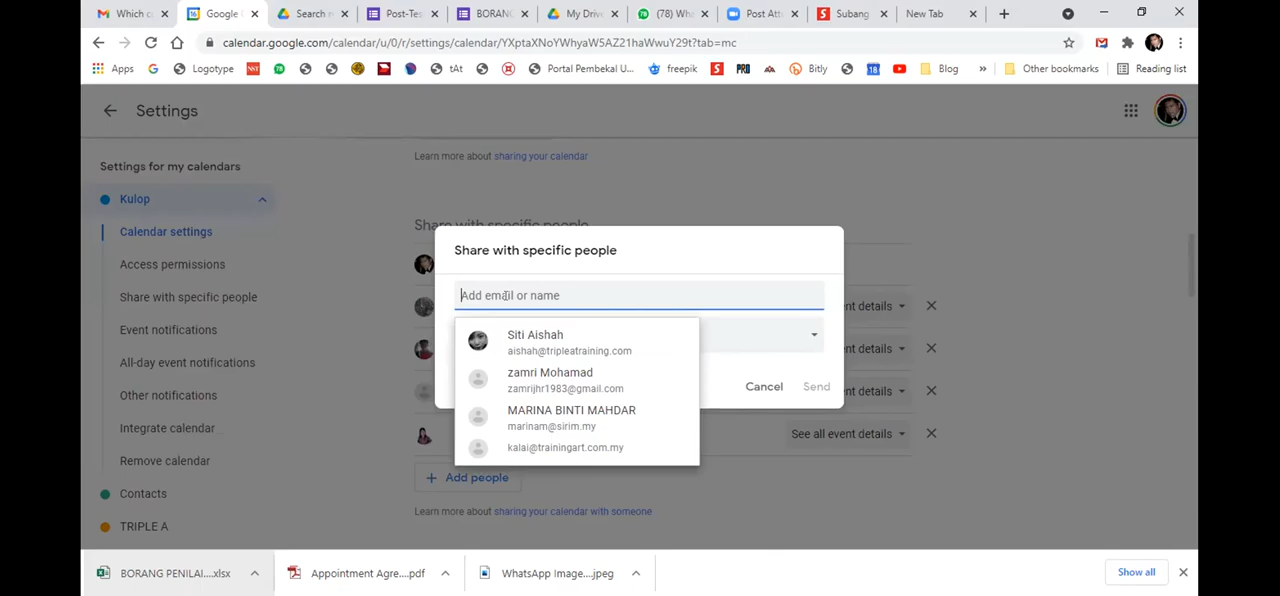 Which c
Google C
Search re
Post-Tes
BORANG
My Drive
(78) Wha
Post Atte
Subang
New Tab
calendar.google.com/calendar/u/0/r/settings/calendar/YXptaXNoYWhyaW5AZ21haWwuY29t?tab=mc
Apps
Logotype
tAt
Portal Pembekal U...
freepik
Bitly
Blog
»
Other bookmarks
Reading list
Settings
Settings for my calendars
Kulop
Calendar settings
Access permissions
Share with specific people
Event notifications
All-day event notifications
Other notifications
Integrate calendar
Remove calendar
Contacts
TRIPLE A
Learn more about sharing your calendar
Share with specific people
Share with specific people
Add email or name
Siti Aishah
aishah@tripleatraining.com
zamri Mohamad
zamrijhr1983@gmail.com
MARINA BINTI MAHDAR
marinam@sirim.my
kalai@trainingart.com.my
Cancel Send
ent details
ent details
ent details
See all event details
+ Add people
Learn more about sharing your calendar with someone
BORANG PENILAI....xlsx
Appointment Agre....pdf
WhatsApp Image....jpeg
Show all